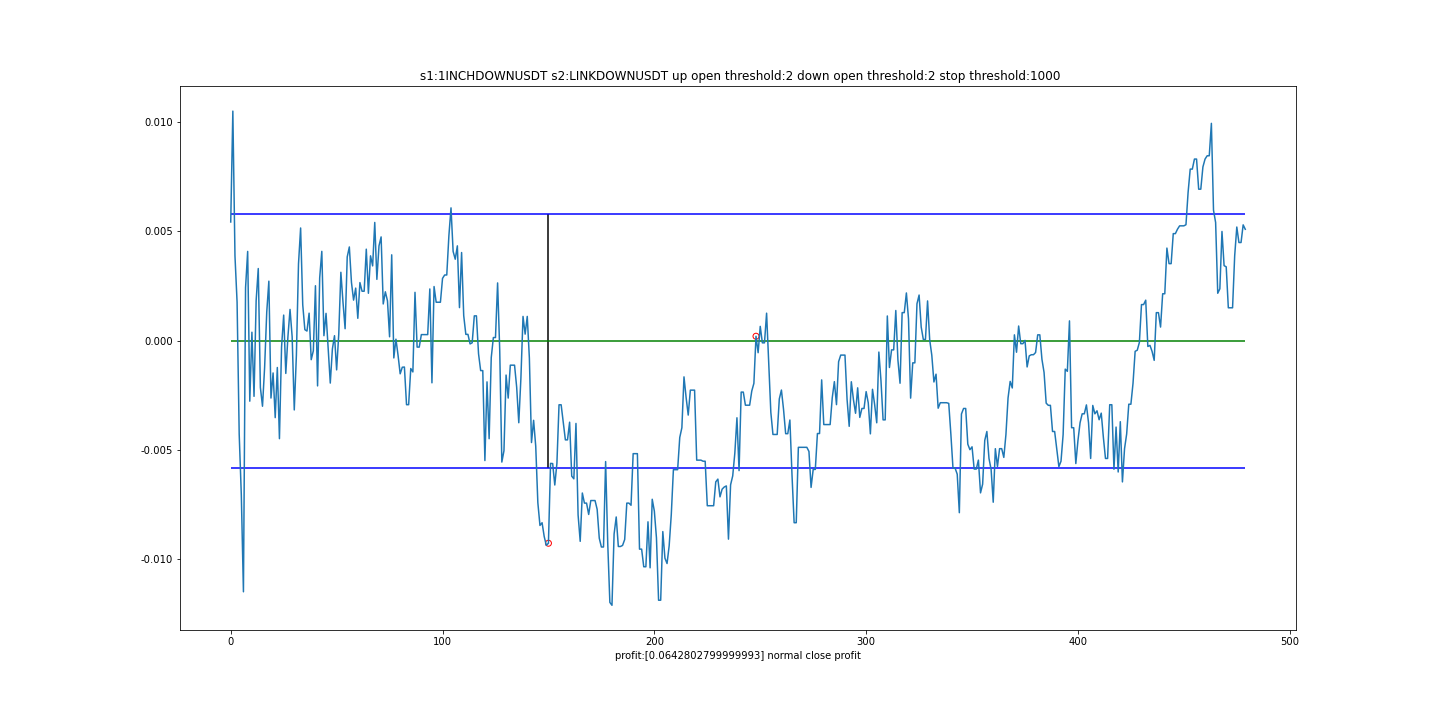 s1:1INCHDOWNUSDT s2:LINKDOWNUSDT up open threshold:2 down open threshold:2 stop threshold:1000
0.010
0.005
0.000
-0.005
-0.010
0 100 200 300 400 500
profit:[0.0642802799999993] normal close profit